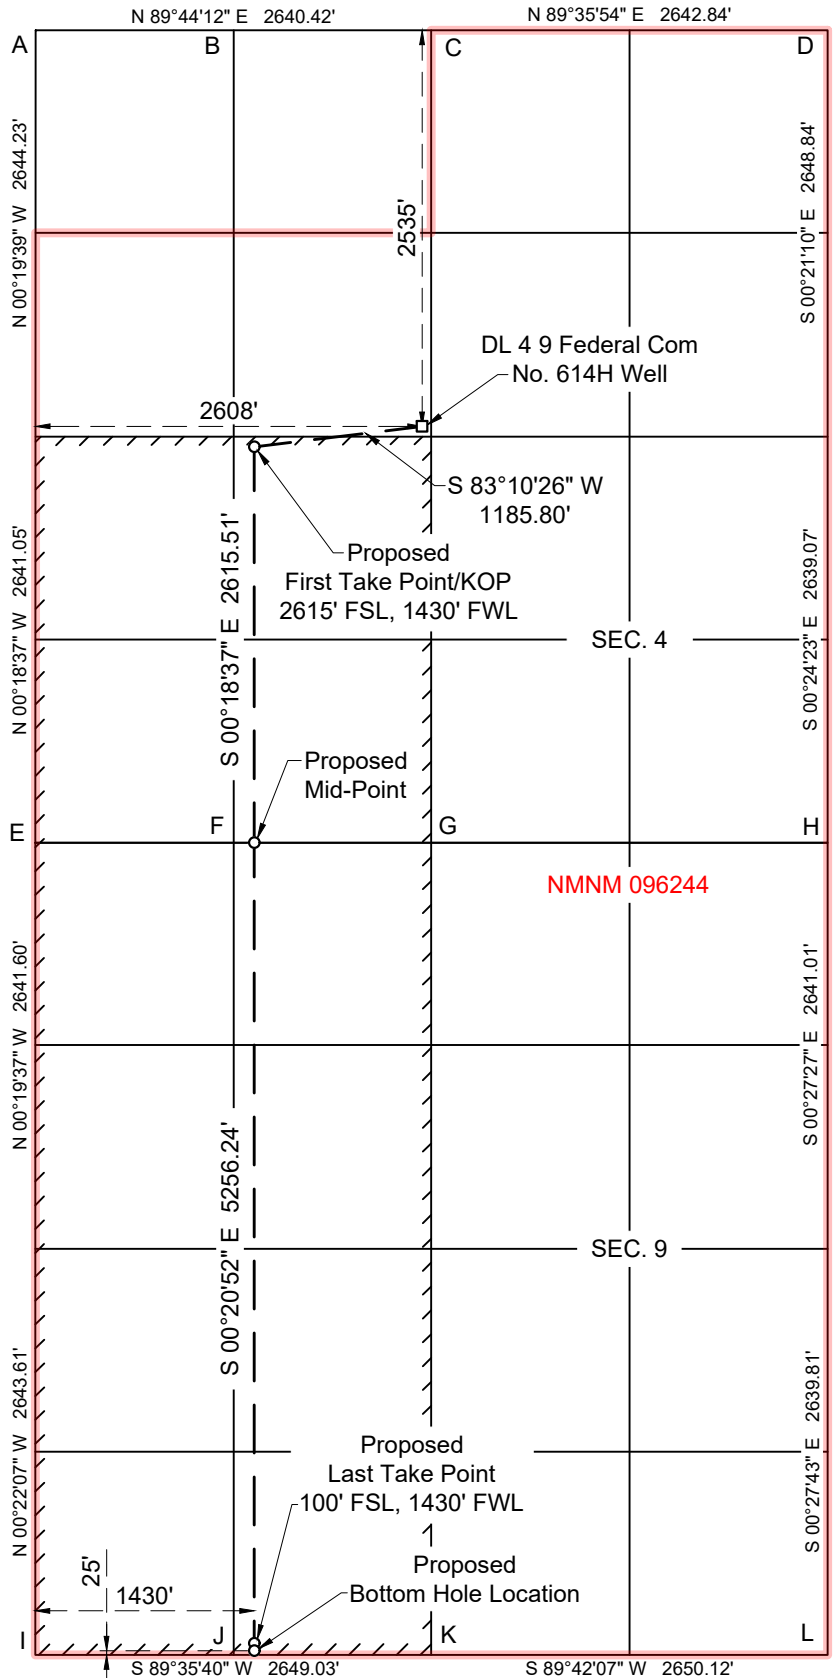 N 89°44'12" E   2640.42'
N 89°35'54" E   2642.84'
A
B
C
D
N 00°19'39" W   2644.23'
2535'
S 00°21'10" E   2648.84'
DL 4 9 Federal Com
No. 614H Well
2608'
S 83°10'26" W
1185.80'
N 00°18'37" W   2641.05'
S 00°18'37" E   2615.51'
Proposed
First Take Point/KOP
2615' FSL, 1430' FWL
SEC. 4
S 00°24'23" E   2639.07'
Proposed
Mid-Point
E
F
G
H
NMNM 096244
N 00°19'37" W   2641.60'
S 00°20'52" E   5256.24'
S 00°27'27" E   2641.01'
SEC. 9
N 00°22'07" W   2643.61'
S 00°27'43" E   2639.81'
Proposed
Last Take Point
100' FSL, 1430' FWL
25'
1430'
Proposed
Bottom Hole Location
I
J
K
L
S 89°35'40" W   2649.03'
S 89°42'07" W   2650.12'